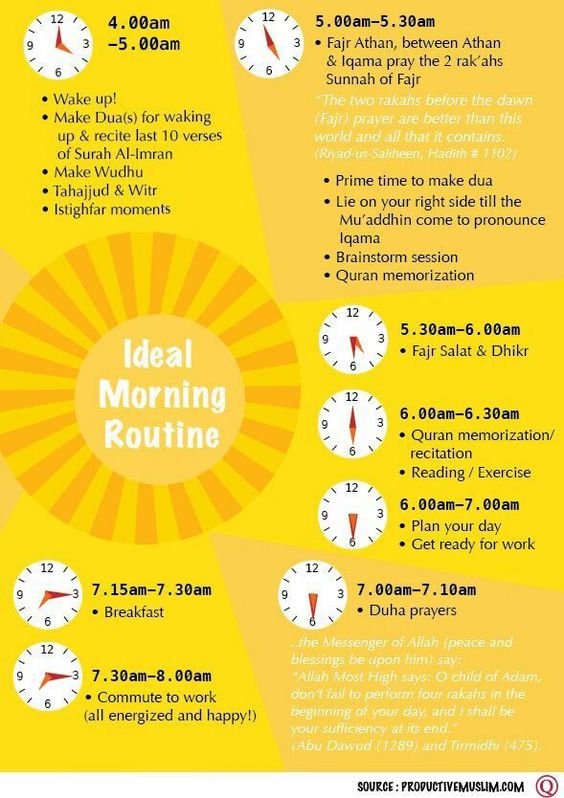 4.00am
-5.00am
• Wake up!
• Make Dua(s) for waking
up & recite last 10 verses
of Surah Al-Imran
• Make Wudhu
• Tahajjud & Witr
• Istighfar moments
5.00am-5.30am
• Fajr Athan, between Athan
& Iqama pray the 2 rak'ahs
Sunnah of Fajr
"The two rakahs before the dawn
(Fajr) prayer are better than this
world and all that it contains.
(Riyad-us-Saliheen, Hadith # 1102)
• Prime time to make dua
• Lie on your right side till the
Mu'addhin come to pronounce
Iqama
• Brainstorm session
• Quran memorization
Ideal
Morning
Routine
5.30am-6.00am
• Fajr Salat & Dhikr
6.00am-6.30am
• Quran memorization/
recitation
• Reading / Exercise
6.00am-7.00am
• Plan your day
• Get ready for work
7.00am-7.10am
• Duha prayers
..the Messenger of Allah (peace and
blessings be upon him) say:
"Allah Most High says: O child of Adam,
don't fail to perform four rakahs in the
beginning of your day, and I shall be
your sufficiency at its end."
(Abu Dawud (1289) and Tirmidhi (475).
7.15am-7.30am
• Breakfast
7.30am-8.00am
• Commute to work
(all energized and happy!)
12
9 3
6
12
9 3
6
12
9 3
6
12
9 3
6
12
9 3
6
12
9 3
6
12
9 3
6
12
9 3
6
SOURCE : PRODUCTIVEMUSLIM.COM